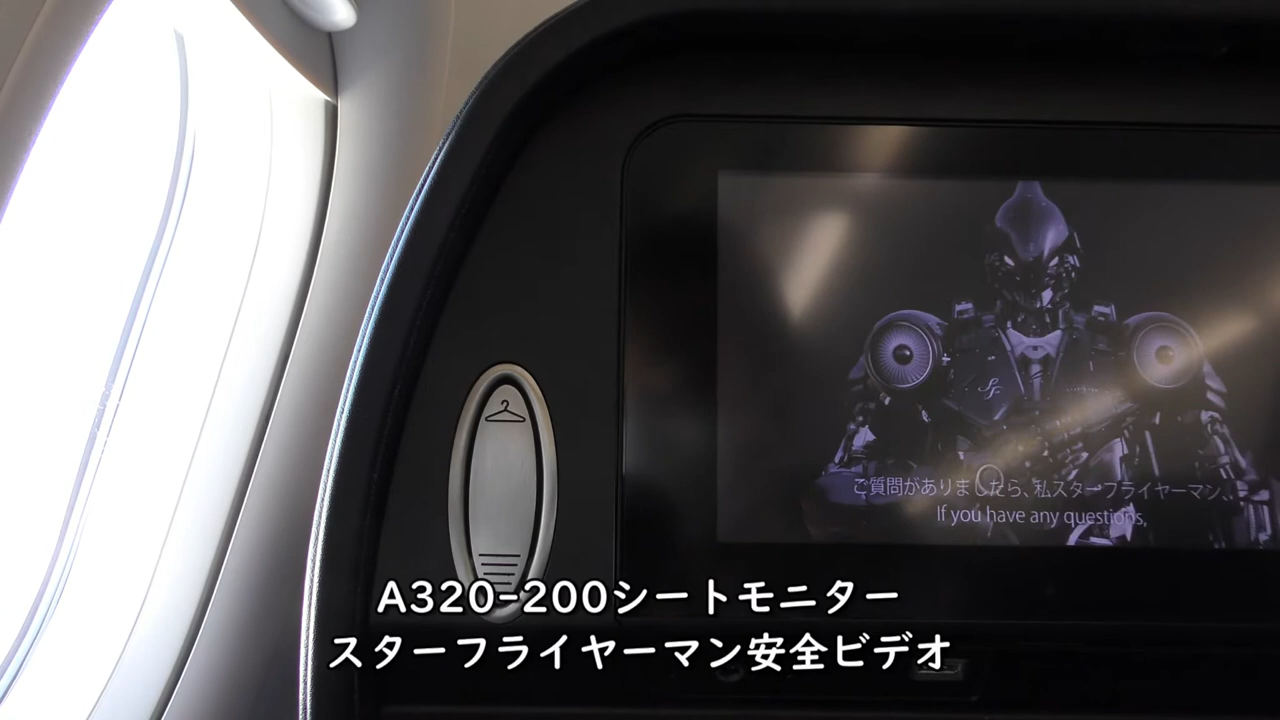 ご質問がありましたら、私スターフライヤーマン、
If you have any questions,
A320-200シートモニター
スターフライヤーマン安全ビデオ